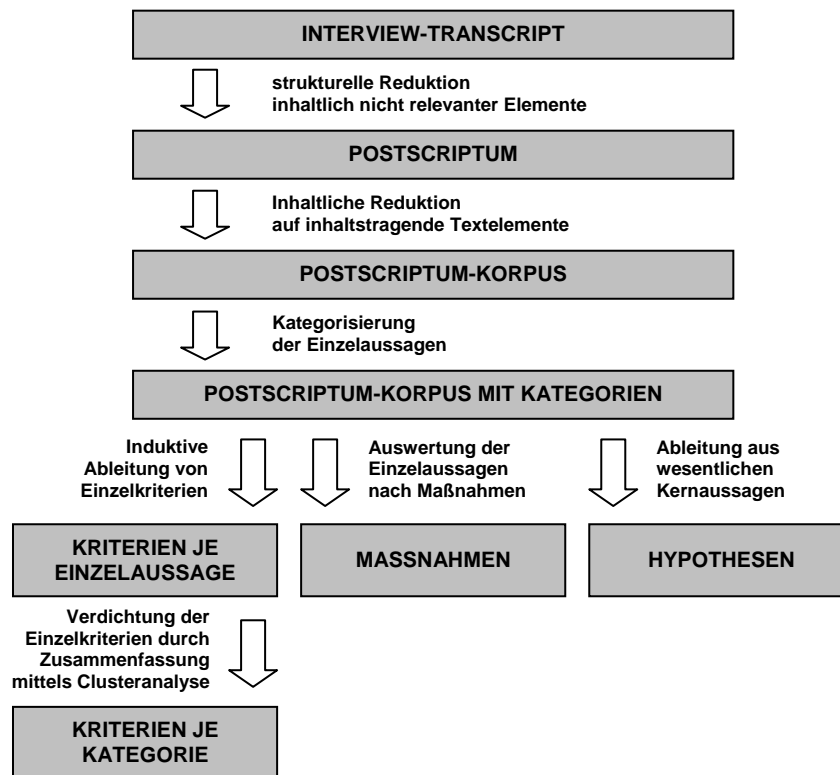 INTERVIEW-TRANSCRIPT
strukturelle Reduktion
inhaltlich nicht relevanter Elemente
POSTSCRIPTUM
Inhaltliche Reduktion
auf inhaltstragende Textelemente
POSTSCRIPTUM-KORPUS
Kategorisierung
der Einzelaussagen
POSTSCRIPTUM-KORPUS MIT KATEGORIEN
Induktive
Ableitung von
Einzelkriterien
Auswertung der
Einzelaussagen
nach Maßnahmen
Ableitung aus
wesentlichen
Kernaussagen
KRITERIEN JE
EINZELAUSSAGE
MASSNAHMEN
HYPOTHESEN
Verdichtung der
Einzelkriterien durch
Zusammenfassung
mittels Clusteranalyse
KRITERIEN JE
KATEGORIE